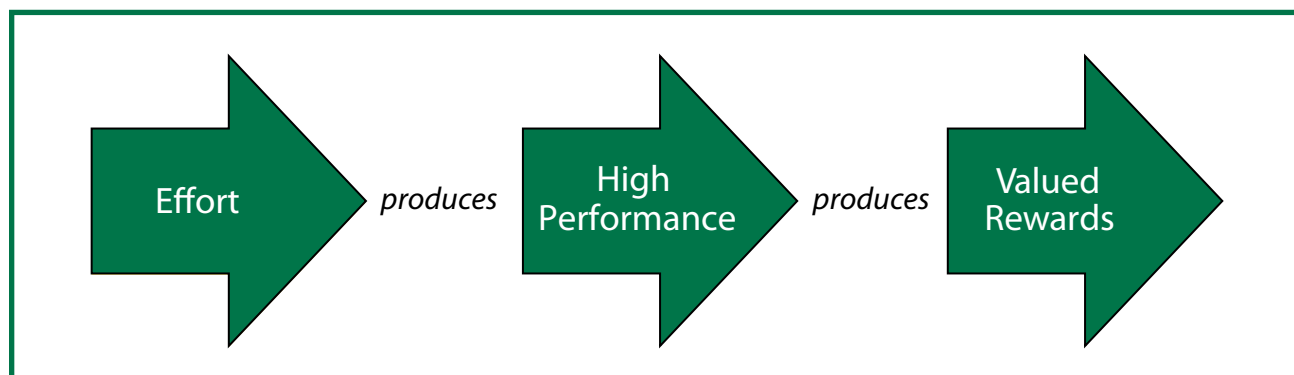 Effort
produces
High
Performance
produces
Valued
Rewards